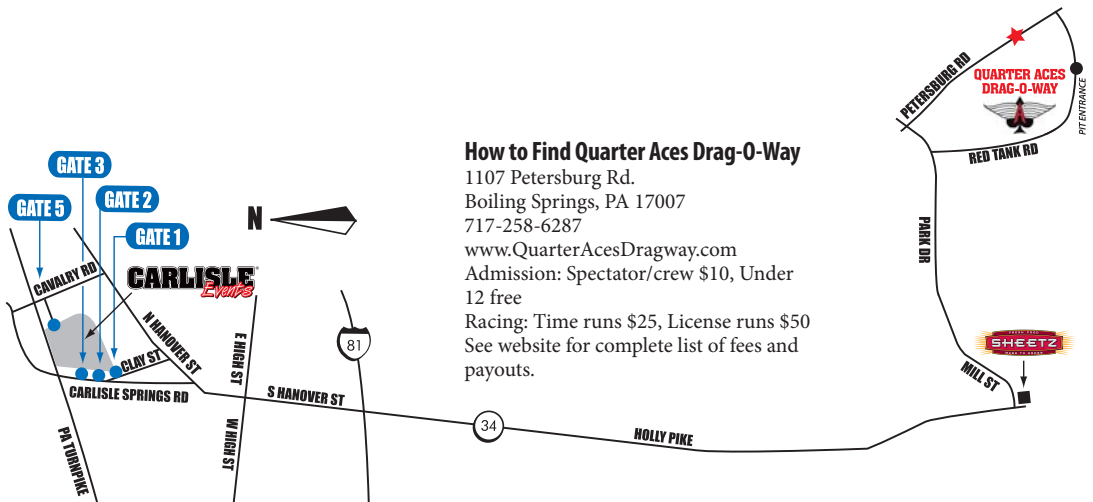 PETERSBURG RD
QUARTER ACES
DRAG-O-WAY
PIT ENTRANCE
RED TANK RD
How to Find Quarter Aces Drag-O-Way
1107 Petersburg Rd.
Boiling Springs, PA 17007
717-258-6287
www.QuarterAcesDragway.com
Admission: Spectator/crew $10, Under
12 free
Racing: Time runs $25, License runs $50
See website for complete list of fees and
payouts.
GATE 3
GATE 2
GATE 5
GATE 1
N
CAVALRY RD
CARLISLE
Events
N HANOVER ST
CLAY ST
CARLISLE SPRINGS RD
PA TURNPIKE
E HIGH ST
W HIGH ST
81
S HANOVER ST
34
HOLLY PIKE
PARK DR
SHEETZ
MILL ST